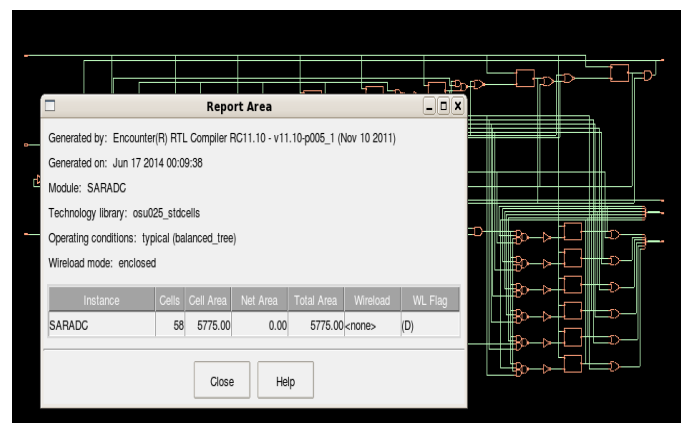 Report Area
Generated by: Encounter(R) RTL Compiler RC11.10 - v11.10-p005_1 (Nov 10 2011)
Generated on: Jun 17 2014 00:09:38
Module: SARADC
Technology library: osu025_stdcells
Operating conditions: typical (balanced_tree)
Wireload mode: enclosed
Instance Cells Cell Area Net Area Total Area Wireload WL Flag
SARADC 58 5775.00 0.00 5775.00 <none> (D)
Close Help